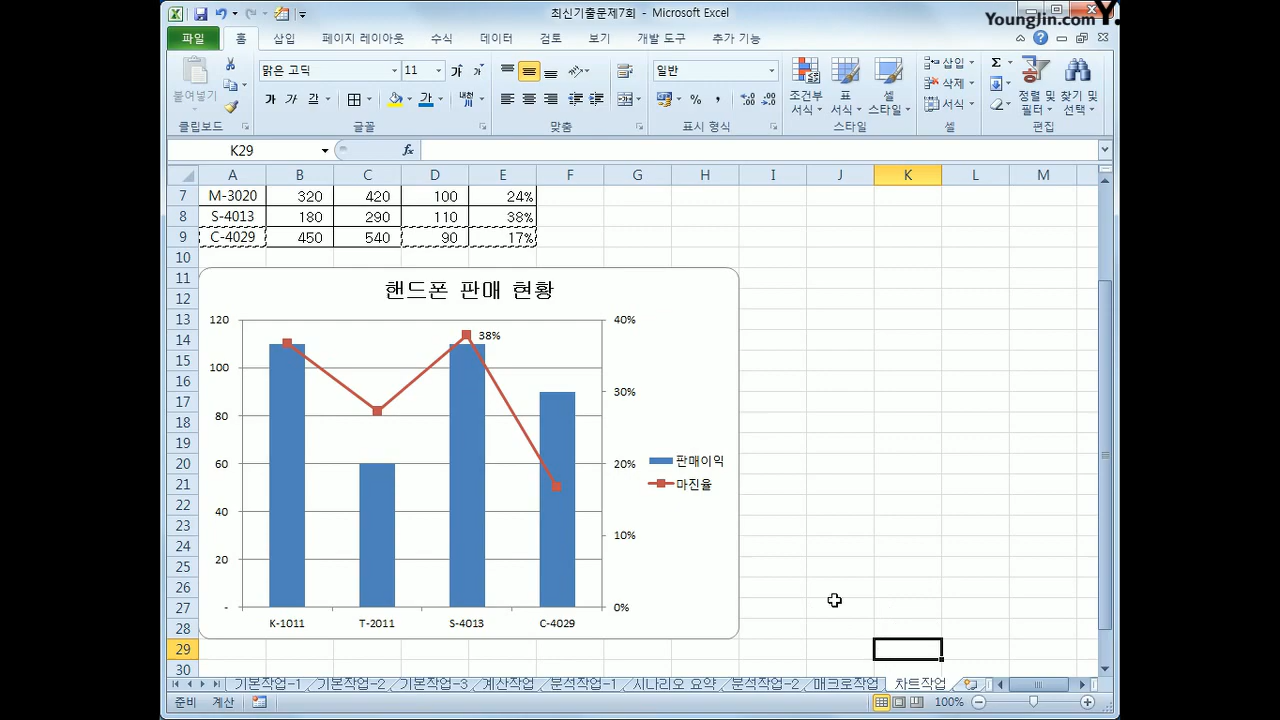 최신기출문제7회 - Microsoft Excel
YoungJin.com Y.
파일 홈 삽입 페이지 레이아웃 수식 데이터 검토 보기 개발 도구 추가 기능
붙여넣기 맑은 고딕 11 가 가 일반 조건부 서식 표 서식 셀 스타일 삽입 삭제 서식 정렬 및 필터 찾기 및 선택
클립보드 글꼴 맞춤 표시 형식 스타일 셀 편집
K29 fx
A B C D E F G H I J K L M
7 M-3020 320 420 100 24%
8 S-4013 180 290 110 38%
9 C-4029 450 540 90 17%
10
11
12
13
14
15
16
17
18
19
20
21
22
23
24
25
26
27
28
29
30
핸드폰 판매 현황
120 40%
38%
100
30%
80
판매이익
60 20%
마진율
40
10%
20
- 0%
K-1011 T-2011 S-4013 C-4029
기본작업-1 기본작업-2 기본작업-3 계산작업 분석작업-1 시나리오 요약 분석작업-2 매크로작업 차트작업
준비 계산 100%